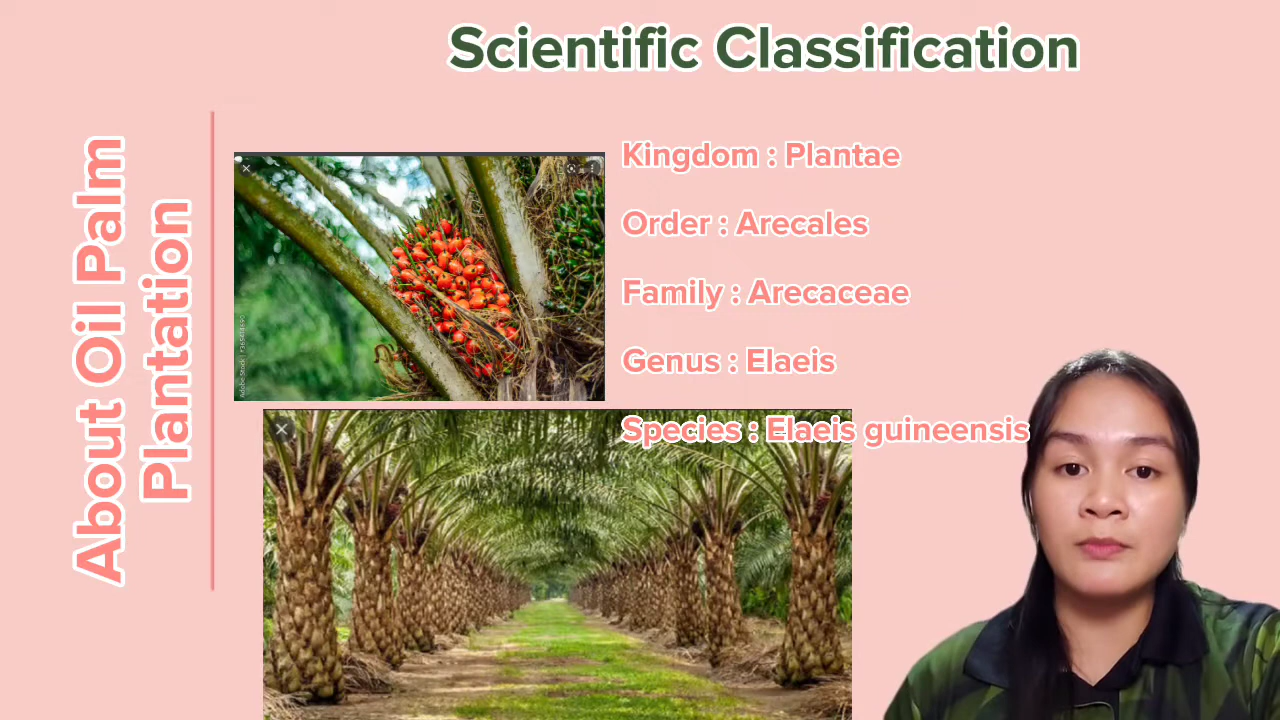 Scientific Classification
About Oil Palm
Plantation
Kingdom : Plantae
Order : Arecales
Family : Arecaceae
Genus : Elaeis
Species : Elaeis guineensis